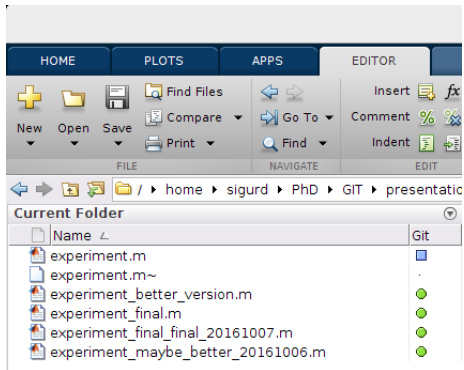 HOME PLOTS APPS EDITOR
Find Files
Insert fx
New Open Save
Compare
Go To
Comment %
Print
Find
Indent
FILE NAVIGATE EDIT
/ home sigurd PhD GIT presentatio
Current Folder
Name Git
experiment.m
experiment.m~
experiment_better_version.m
experiment_final.m
experiment_final_final_20161007.m
experiment_maybe_better_20161006.m